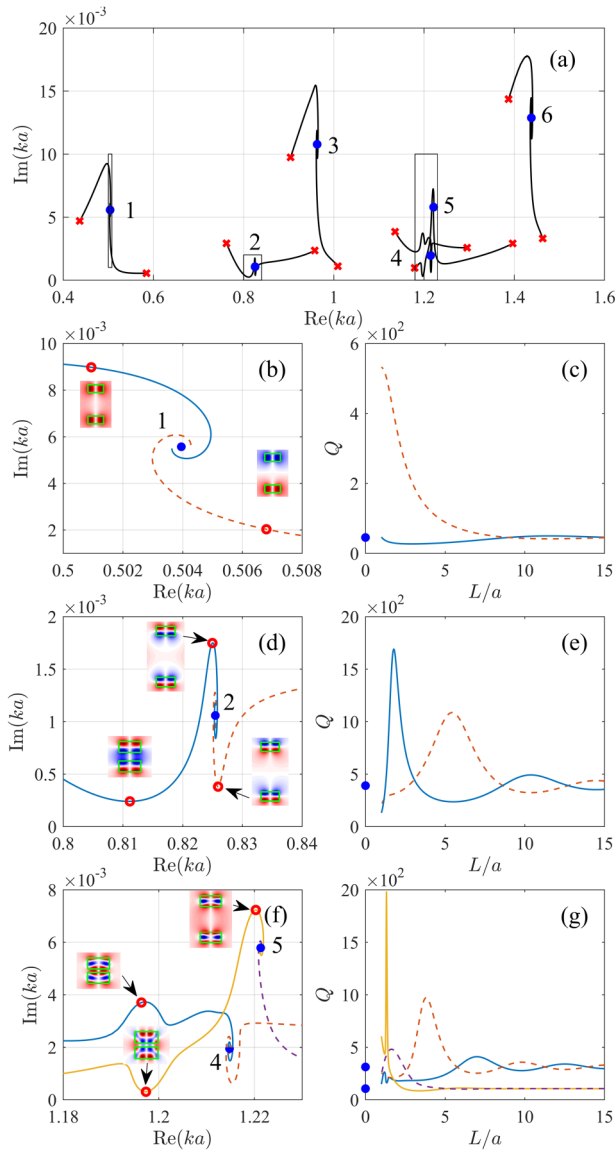 ×10⁻³
20
15
10
5
0
Im(ka)
(a)
1
2
3
4
5
6
0.4 0.6 0.8 1 1.2 1.4 1.6
Re(ka)
×10⁻³
10
8
6
4
2
Im(ka)
(b)
1
0.5 0.502 0.504 0.506 0.508
Re(ka)
×10²
6
4
2
0
Q
(c)
0 5 10 15
L/a
×10⁻³
2
1.5
1
0.5
0
Im(ka)
(d)
2
0.8 0.81 0.82 0.83 0.84
Re(ka)
×10²
20
15
10
5
0
Q
(e)
0 5 10 15
L/a
×10⁻³
8
6
4
2
0
Im(ka)
(f)
5
4
1.18 1.2 1.22
Re(ka)
×10²
20
15
10
5
0
Q
(g)
0 5 10 15
L/a